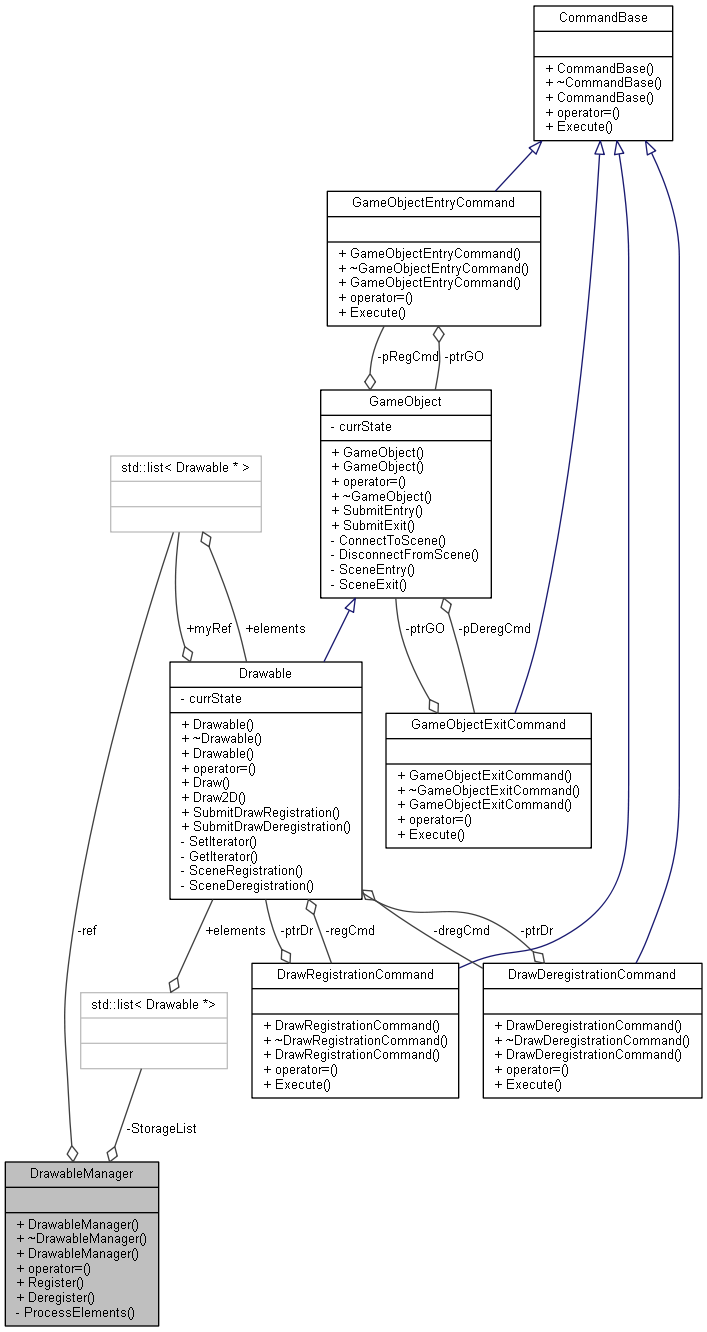 CommandBase
+ CommandBase()
+ ~CommandBase()
+ CommandBase()
+ operator=()
+ Execute()
GameObjectEntryCommand
+ GameObjectEntryCommand()
+ ~GameObjectEntryCommand()
+ GameObjectEntryCommand()
+ operator=()
+ Execute()
-pRegCmd
-ptrGO
GameObject
- currState
+ GameObject()
+ GameObject()
+ operator=()
+ ~GameObject()
+ SubmitEntry()
+ SubmitExit()
- ConnectToScene()
- DisconnectFromScene()
- SceneEntry()
- SceneExit()
std::list< Drawable * >
+myRef
+elements
-ptrGO
-pDeregCmd
Drawable
- currState
+ Drawable()
+ ~Drawable()
+ Drawable()
+ operator=()
+ Draw()
+ Draw2D()
+ SubmitDrawRegistration()
+ SubmitDrawDeregistration()
- SetIterator()
- GetIterator()
- SceneRegistration()
- SceneDeregistration()
GameObjectExitCommand
+ GameObjectExitCommand()
+ ~GameObjectExitCommand()
+ GameObjectExitCommand()
+ operator=()
+ Execute()
-ref
+elements
-ptrDr
-regCmd
-dregCmd
-ptrDr
std::list< Drawable *>
DrawRegistrationCommand
+ DrawRegistrationCommand()
+ ~DrawRegistrationCommand()
+ DrawRegistrationCommand()
+ operator=()
+ Execute()
DrawDeregistrationCommand
+ DrawDeregistrationCommand()
+ ~DrawDeregistrationCommand()
+ DrawDeregistrationCommand()
+ operator=()
+ Execute()
-StorageList
DrawableManager
+ DrawableManager()
+ ~DrawableManager()
+ DrawableManager()
+ operator=()
+ Register()
+ Deregister()
- ProcessElements()